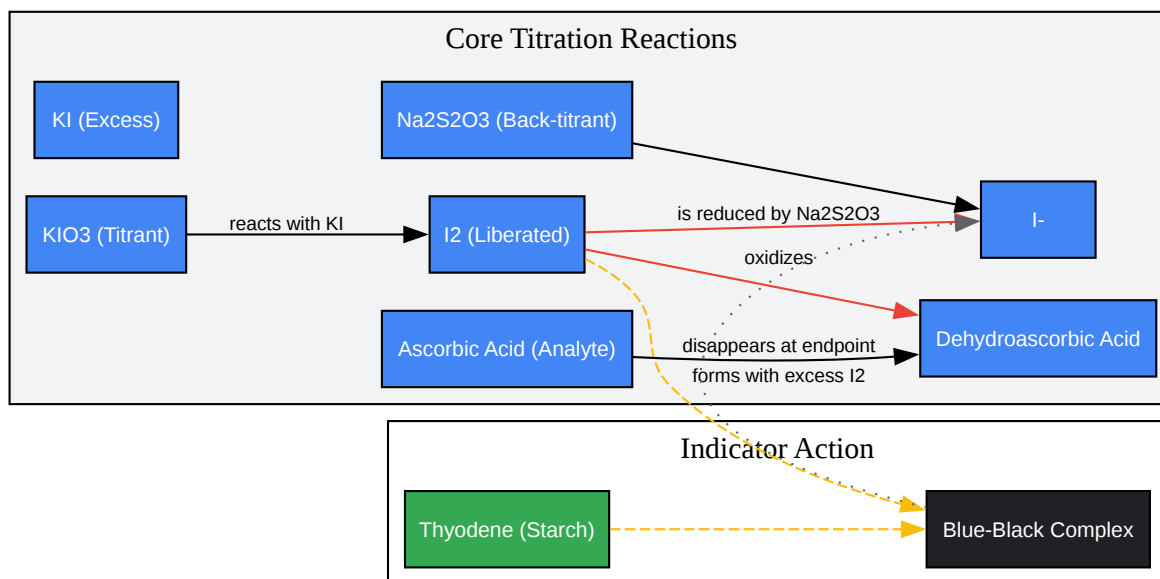 Core Titration Reactions
KI (Excess)
Na2S2O3 (Back-titrant)
KIO3 (Titrant)
reacts with KI
I2 (Liberated)
is reduced by Na2S2O3
I-
oxidizes
Ascorbic Acid (Analyte)
disappears at endpoint
forms with excess I2
Dehydroascorbic Acid
Indicator Action
Thyodene (Starch)
Blue-Black Complex